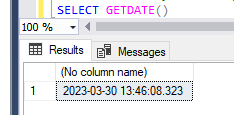 SELECT GETDATE()
100 %
Results Messages
(No column name)
1 2023-03-30 13:46:08.323